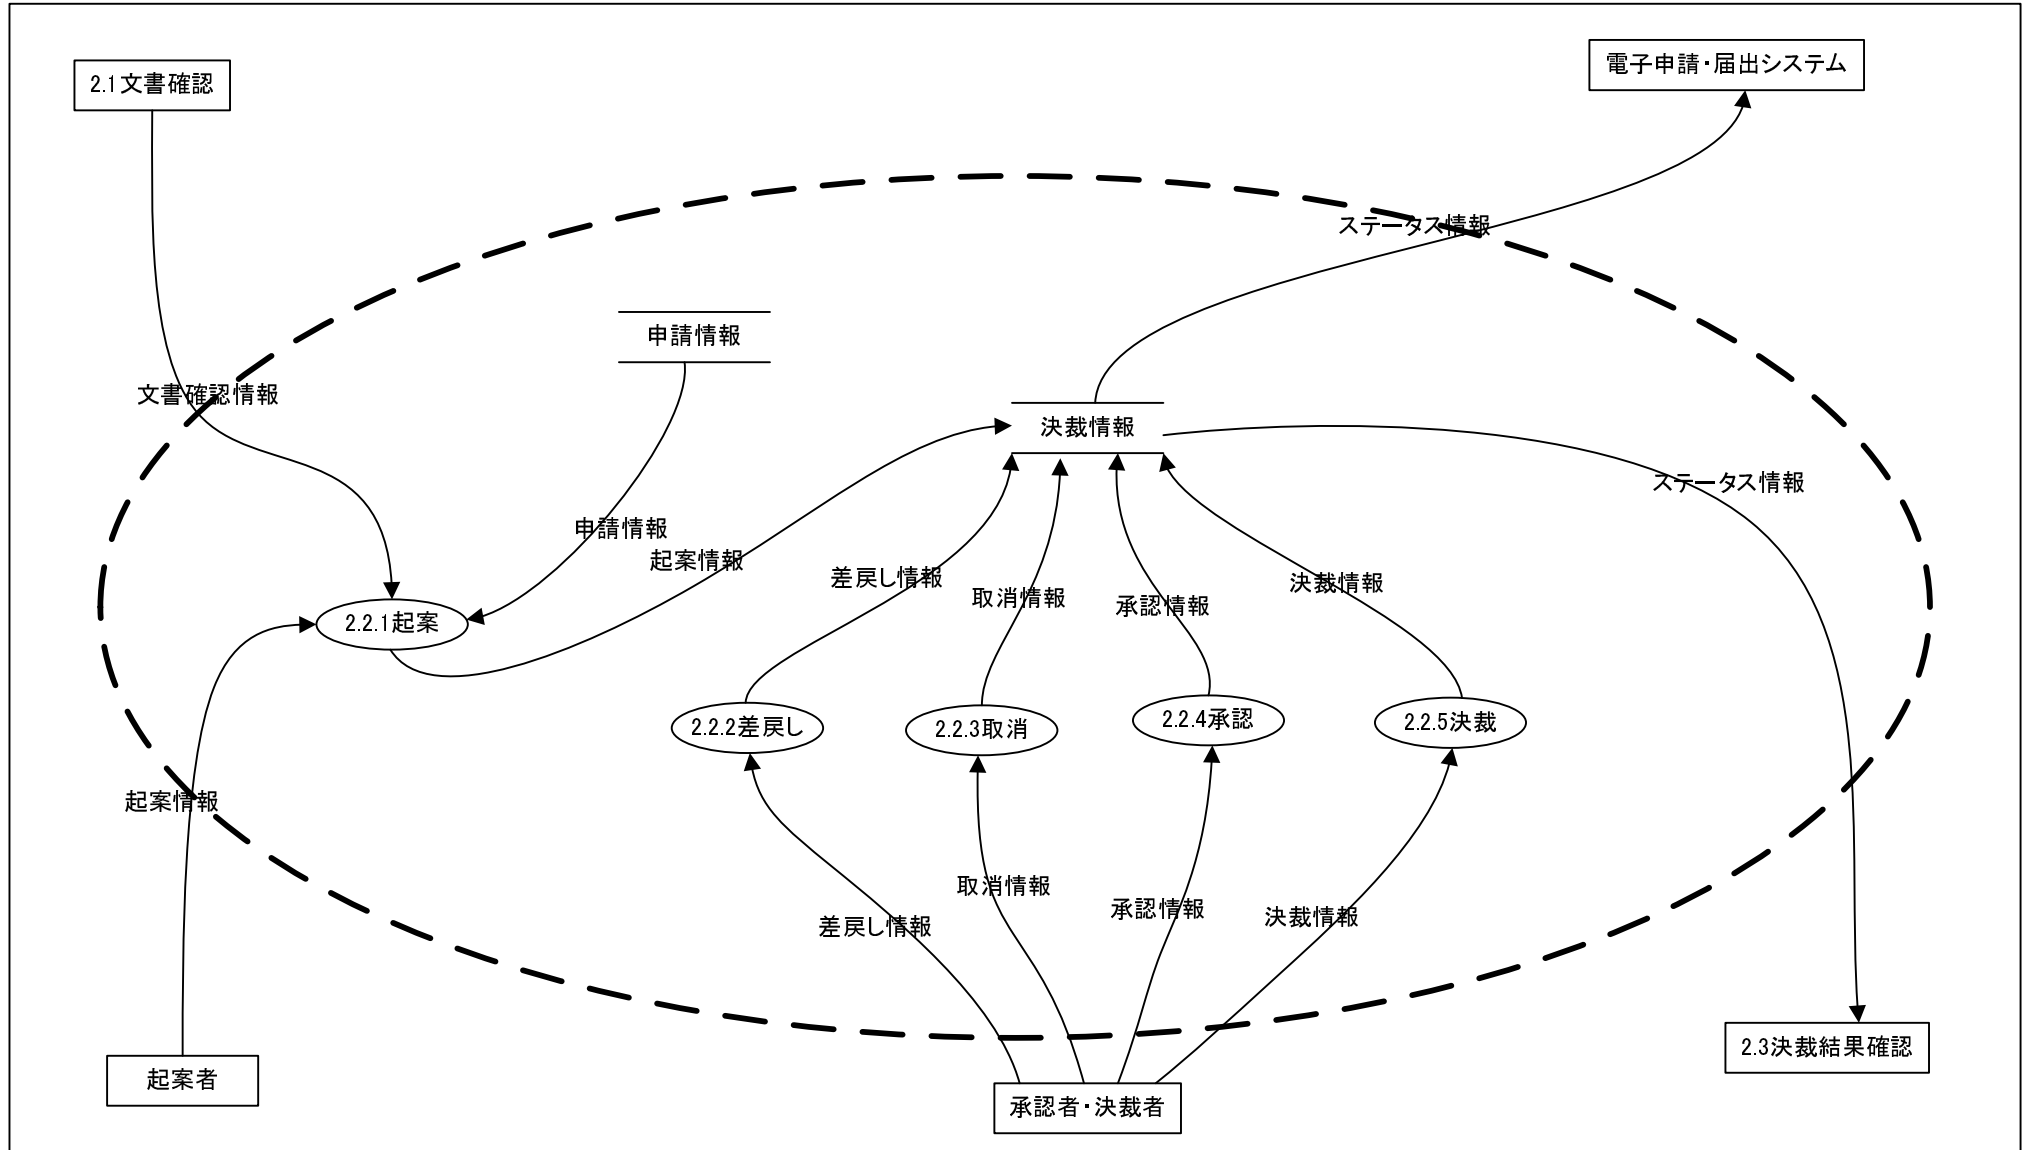 電子申請・届出システム
2.1文書確認
ステータス情報
申請情報
文書確認情報
決裁情報
ステータス情報
申請情報
起案情報
差戻し情報
取消情報
承認情報
決裁情報
2.2.1起案
2.2.2差戻し
2.2.3取消
2.2.4承認
2.2.5決裁
起案情報
取消情報
差戻し情報
承認情報
決裁情報
2.3決裁結果確認
起案者
承認者・決裁者